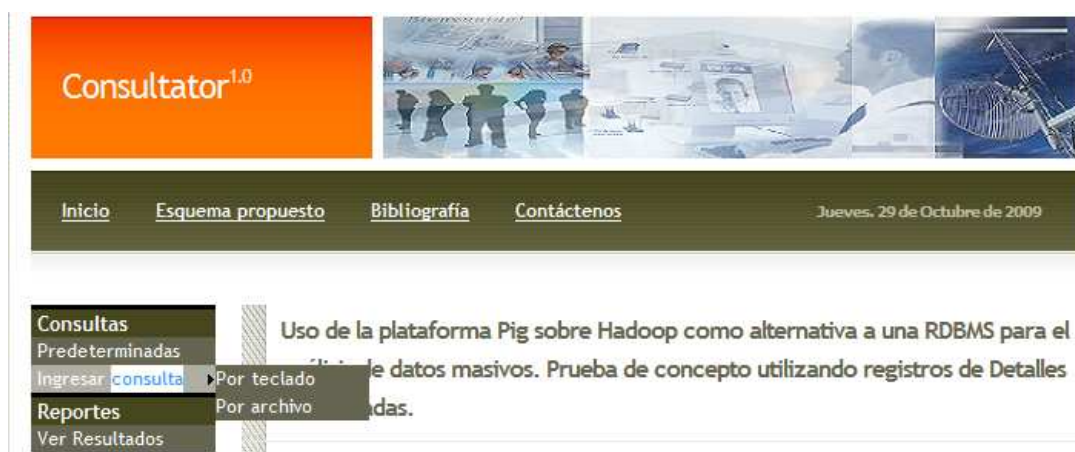 Consultator1.0
Inicio Esquema propuesto Bibliografía Contáctenos Jueves. 29 de Octubre de 2009
Consultas
Predeterminadas
Ingresar consulta
Por teclado
Por archivo
Reportes
Ver Resultados
Uso de la plataforma Pig sobre Hadoop como alternativa a una RDBMS para el
de datos masivos. Prueba de concepto utilizando registros de Detalles